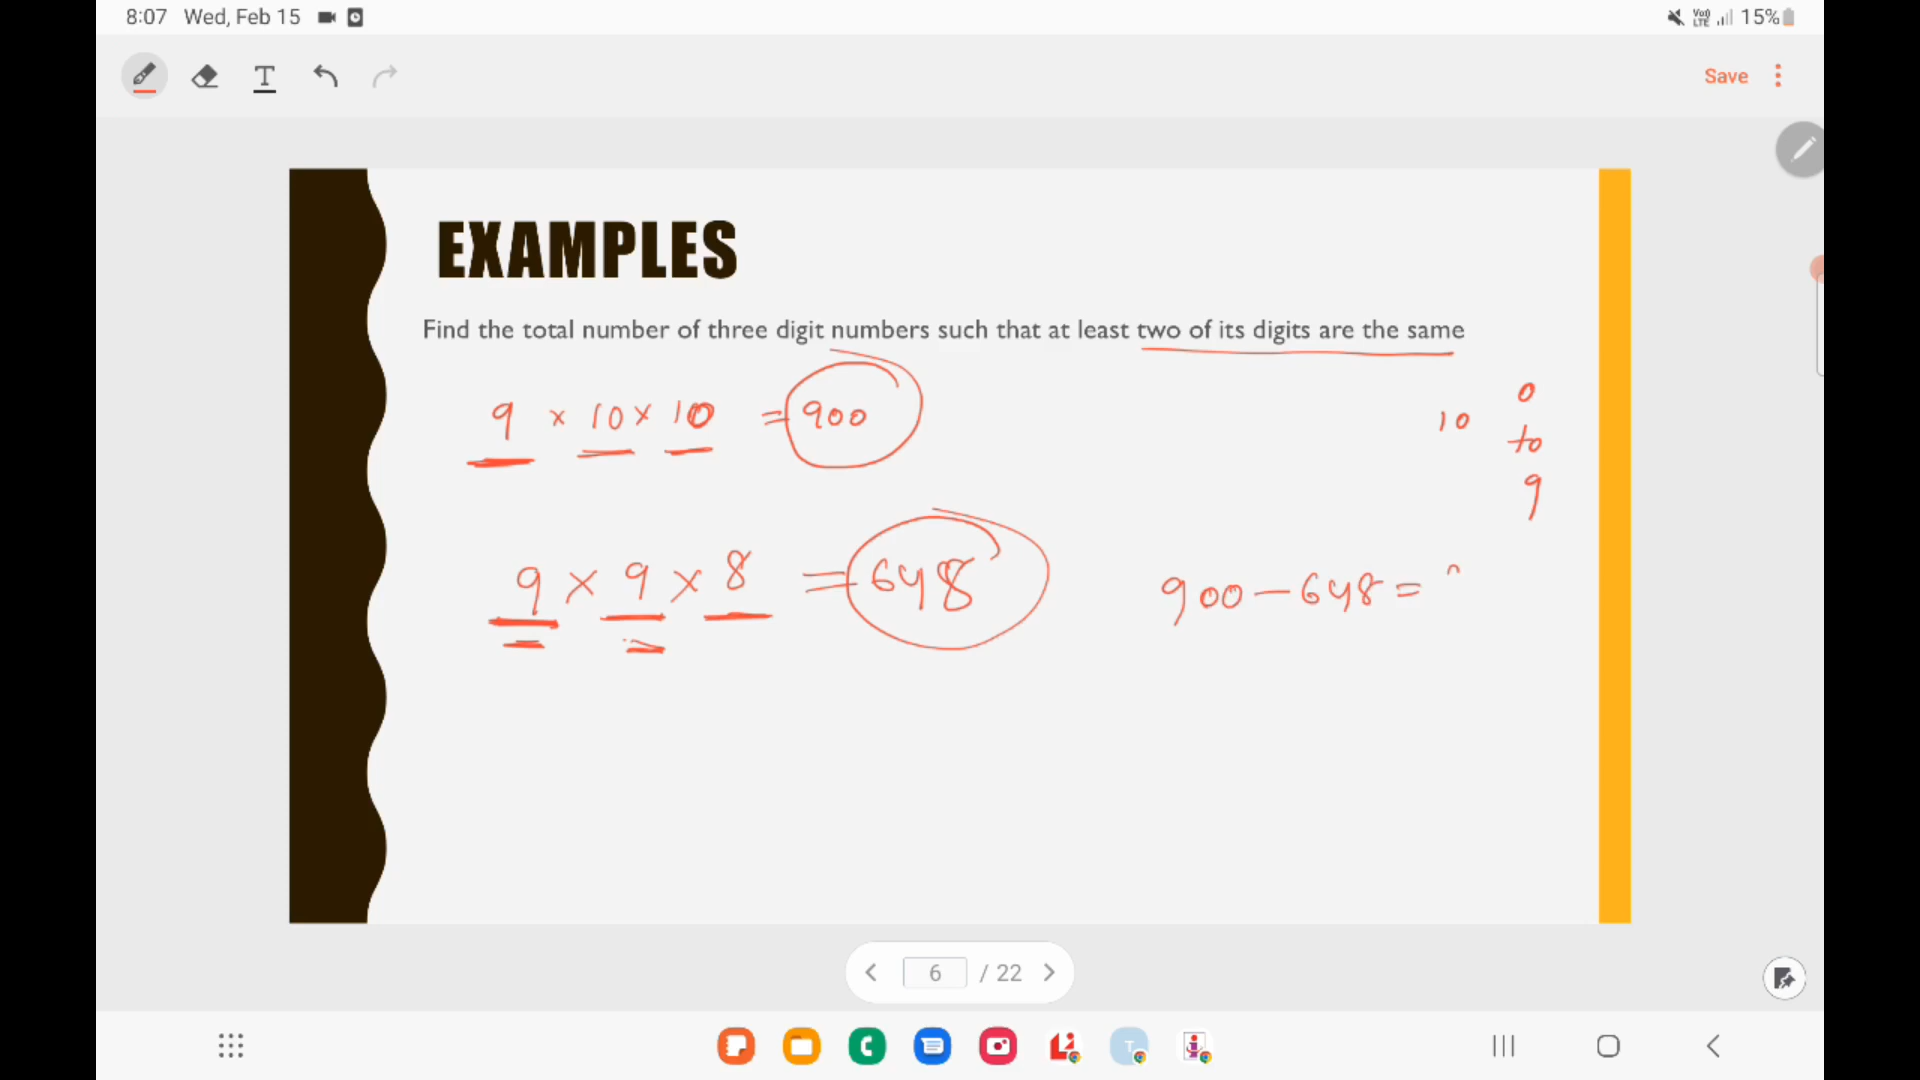 8:07 Wed, Feb 15
Vo)) LTE 15%
T
Save
EXAMPLES
Find the total number of three digit numbers such that at least two of its digits are the same
9 × 10 × 10 = 900
10
0
to
9
9 × 9 × 8 = 648
900 - 648 =
6 / 22
T